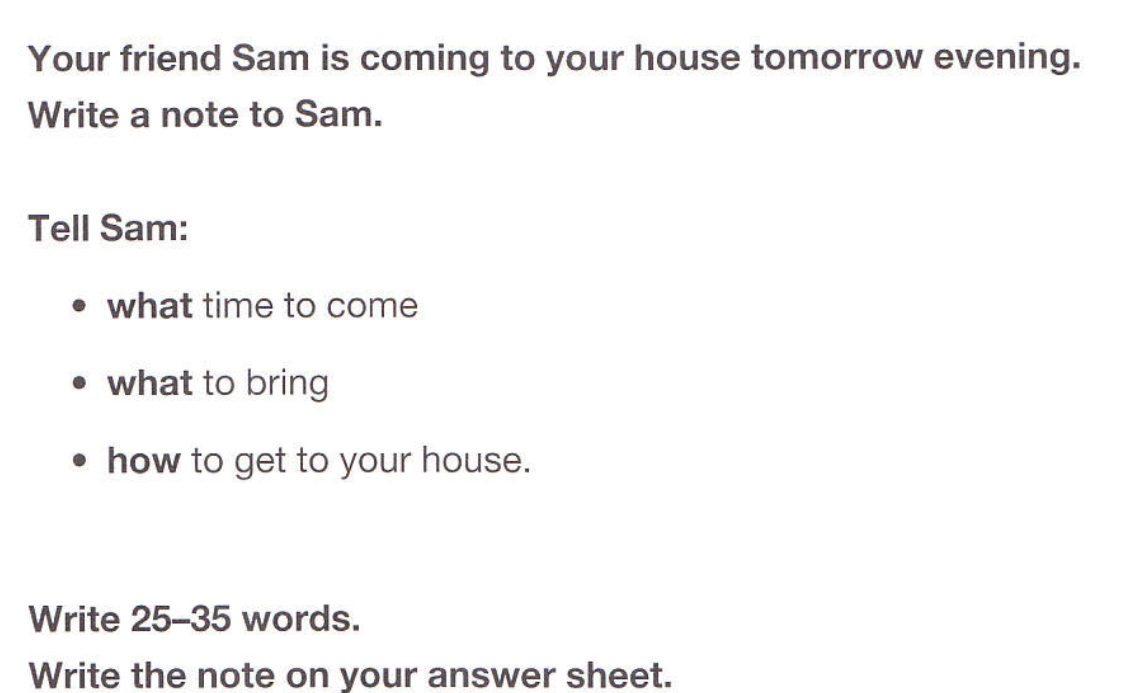 Your friend Sam is coming to your house tomorrow evening.
Write a note to Sam.
Tell Sam:
• what time to come
• what to bring
• how to get to your house.
Write 25–35 words.
Write the note on your answer sheet.